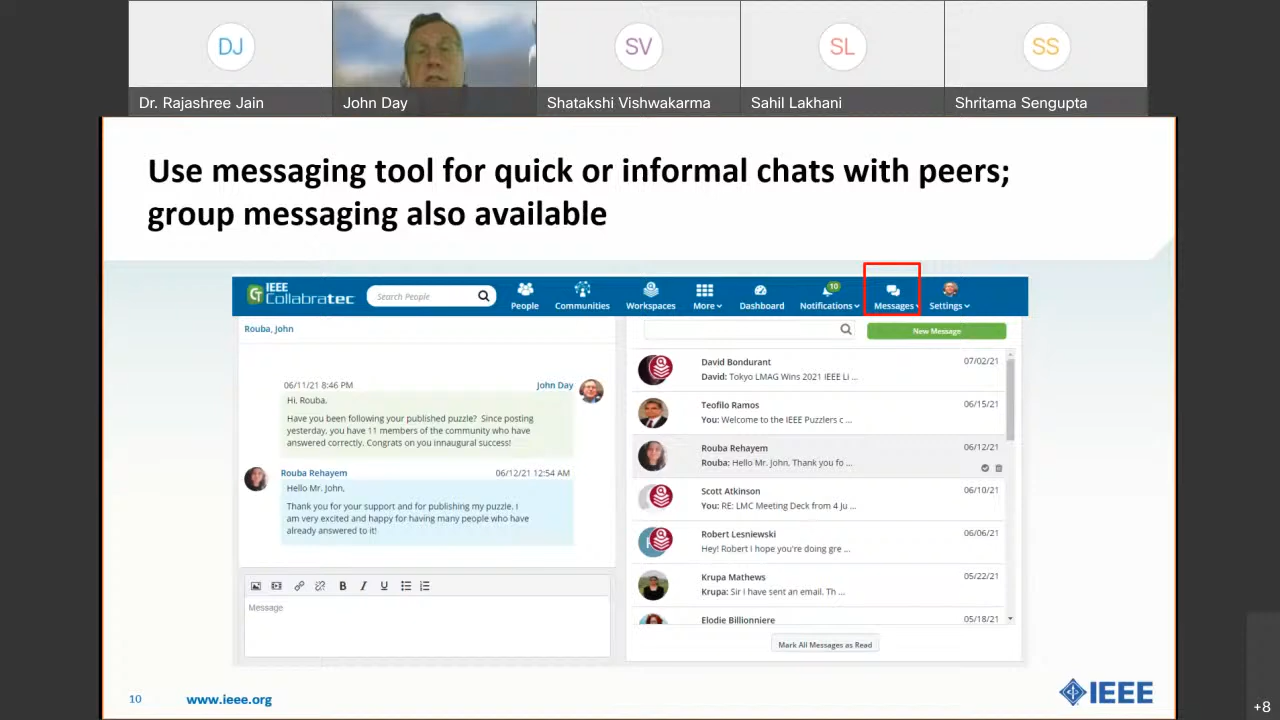 DJ
SV
SL
SS
Dr. Rajashree Jain
John Day
Shatakshi Vishwakarma
Sahil Lakhani
Shritama Sengupta
Use messaging tool for quick or informal chats with peers;
group messaging also available
IEEE
Collabratec
Search People
People
Communities
Workspaces
More
Dashboard
10
Notifications
Messages
Settings
Rouba, John
06/11/21 8:46 PM
John Day
Hi, Rouba,
Have you been following your published puzzle? Since posting
yesterday, you have 11 members of the community who have
answered correctly. Congrats on you innaugural success!
Rouba Rehayem
06/12/21 12:54 AM
Hello Mr. John,
Thank you for your support and for publishing my puzzle. I
am very excited and happy for having many people who have
already answered to it!
B I U
Message
New Message
David Bondurant
07/02/21
David: Tokyo LMAG Wins 2021 IEEE Li ...
Teofilo Ramos
06/15/21
You: Welcome to the IEEE Puzzlers c ...
Rouba Rehayem
06/12/21
Rouba: Hello Mr. John, Thank you fo ...
Scott Atkinson
06/10/21
You: RE: LMC Meeting Deck from 4 Ju ...
Robert Lesniewski
06/06/21
Hey! Robert I hope you're doing gre ...
Krupa Mathews
05/22/21
Krupa: Sir I have sent an email. Th ...
Elodie Billionniere
05/18/21
Mark All Messages as Read
10
www.ieee.org
IEEE
+8